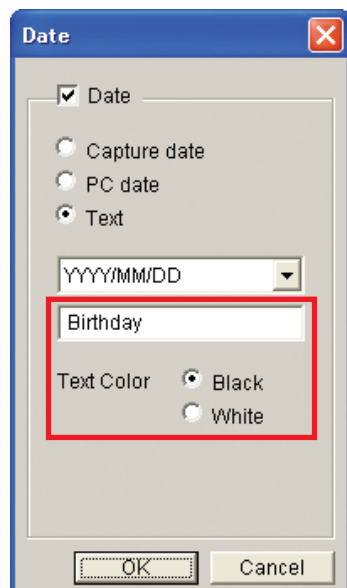 Date
Date
Capture date
PC date
Text
YYYY/MM/DD
Birthday
Text Color Black
White
OK Cancel